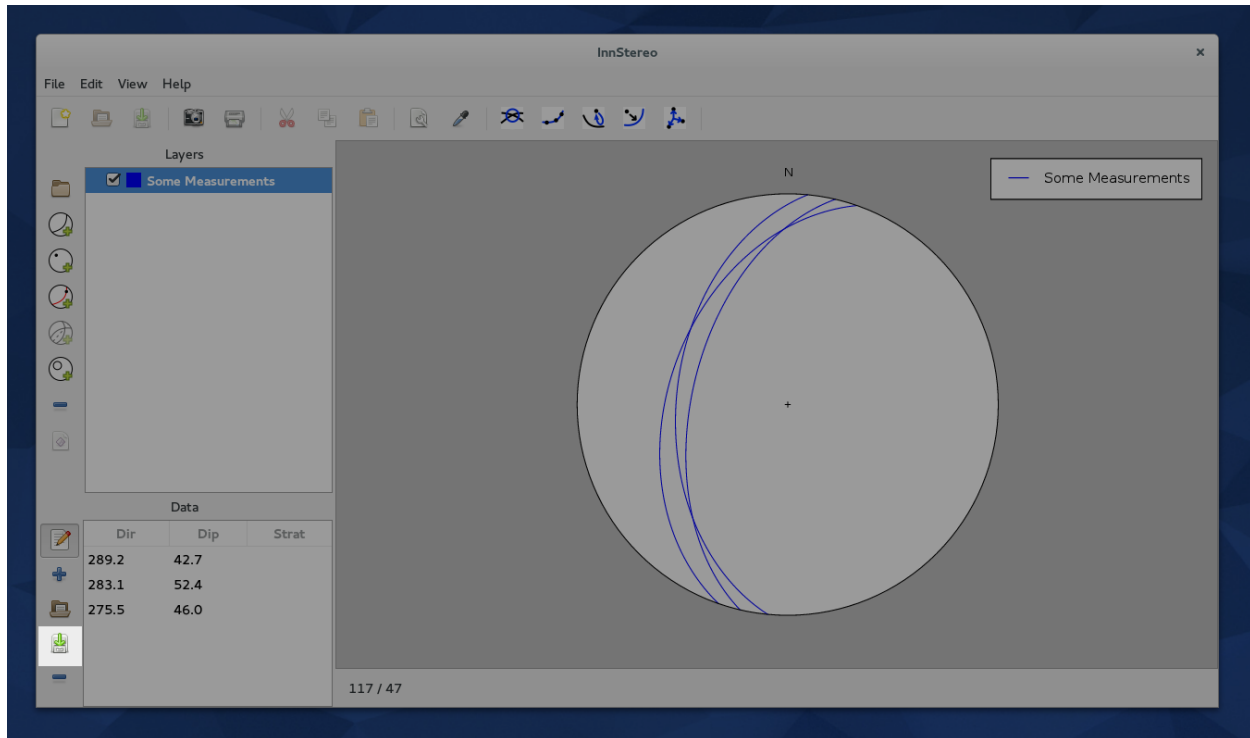 InnStereo
File Edit View Help
Layers
Some Measurements
N
Some Measurements
Data
Dir Dip Strat
289.2 42.7
283.1 52.4
275.5 46.0
117 / 47